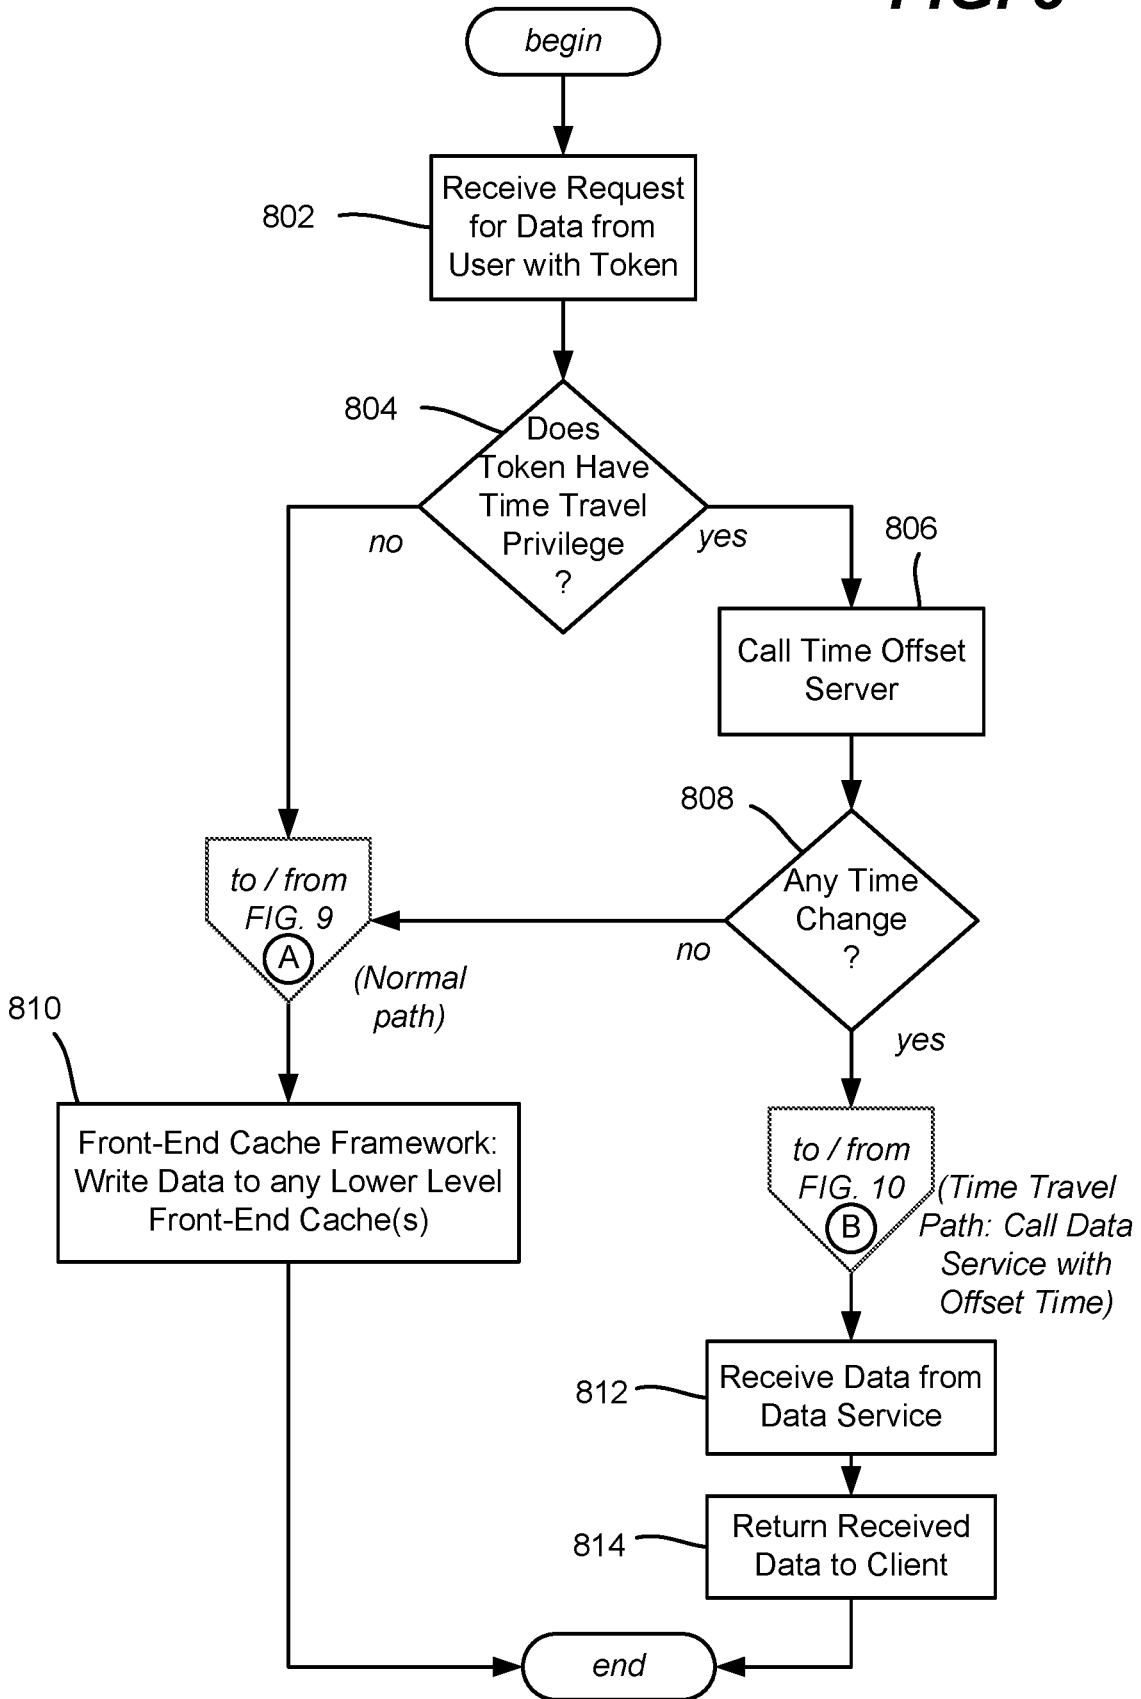 begin
Receive Request
for Data from
User with Token
802
804
Does
Token Have
Time Travel
Privilege
?
no
yes
806
Call Time Offset
Server
808
Any Time
Change
?
no
yes
to / from
FIG. 9
A
(Normal
path)
810
Front-End Cache Framework:
Write Data to any Lower Level
Front-End Cache(s)
to / from
FIG. 10
B
(Time Travel
Path: Call Data
Service with
Offset Time)
812
Receive Data from
Data Service
814
Return Received
Data to Client
end